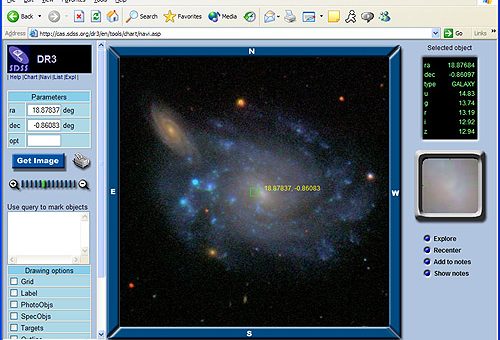 Back
Search
Favorites
Media
Address
http://cas.sdss.org/dr3/en/tools/chart/navi.asp
Go
Links
SDSS
DR3
| Help | Chart | Navi | List | Expl |
Parameters
ra 18.87837 deg
dec -0.86083 deg
opt
Get Image
Use query to mark objects
Drawing options
Grid
Label
PhotoObjs
SpecObjs
Targets
N
E
W
S
18.87837, -0.86083
Selected object
ra 18.87684
dec -0.86097
type GALAXY
u 14.83
g 13.74
r 13.19
i 12.92
z 12.94
Explore
Recenter
Add to notes
Show notes